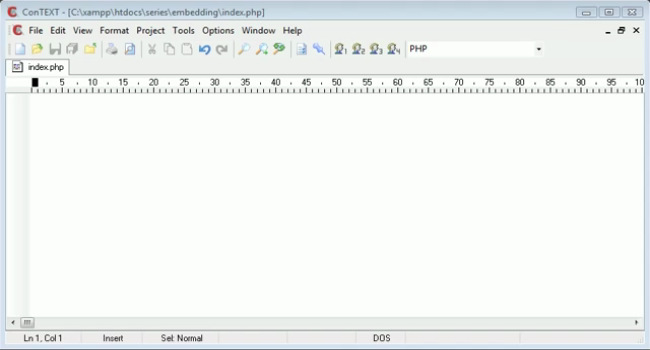 ConTEXT - [C:\xampp\htdocs\series\embedding\index.php]
File Edit View Format Project Tools Options Window Help
PHP
index.php
5 10 15 20 25 30 35 40 45 50 55 60 65 70 75 80 85 90 95 10
Ln 1, Col 1 Insert Sel: Normal DOS